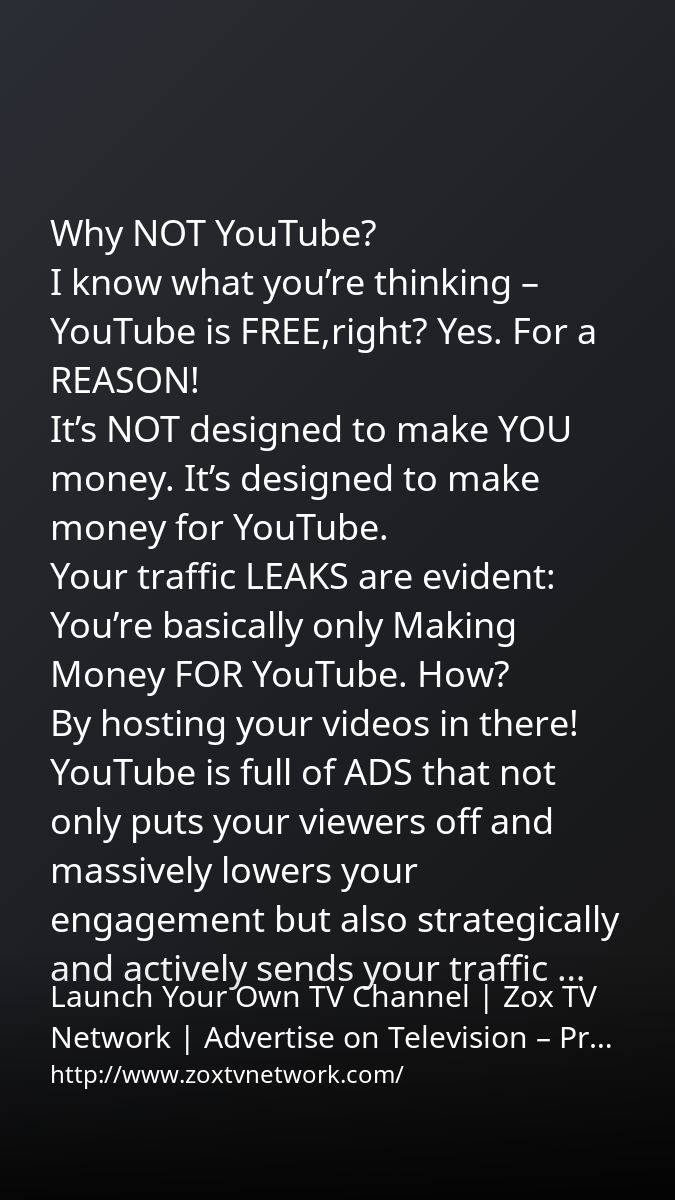 Why NOT YouTube?
I know what you’re thinking –
YouTube is FREE,right? Yes. For a
REASON!
It’s NOT designed to make YOU
money. It’s designed to make
money for YouTube.
Your traffic LEAKS are evident:
You’re basically only Making
Money FOR YouTube. How?
By hosting your videos in there!
YouTube is full of ADS that not
only puts your viewers off and
massively lowers your
engagement but also strategically
and actively sends your traffic ...
Launch Your Own TV Channel | Zox TV
Network | Advertise on Television – Pr...
http://www.zoxtvnetwork.com/